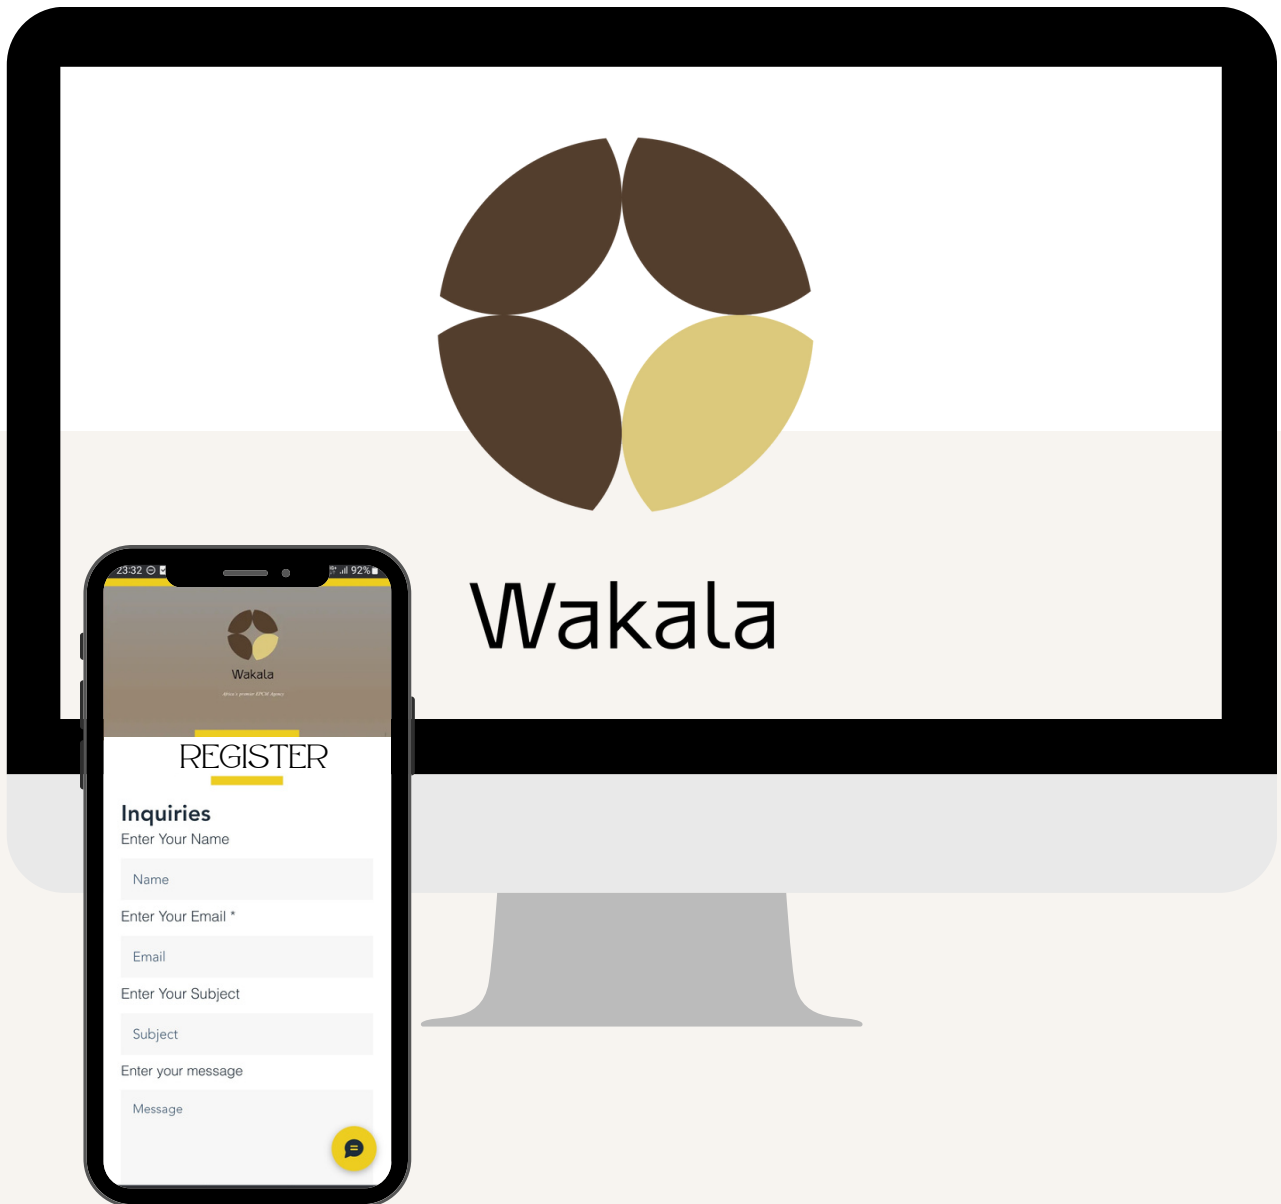 Wakala
23:32
92%
Wakala
REGISTER
Inquiries
Enter Your Name
Name
Enter Your Email *
Email
Enter Your Subject
Subject
Enter your message
Message